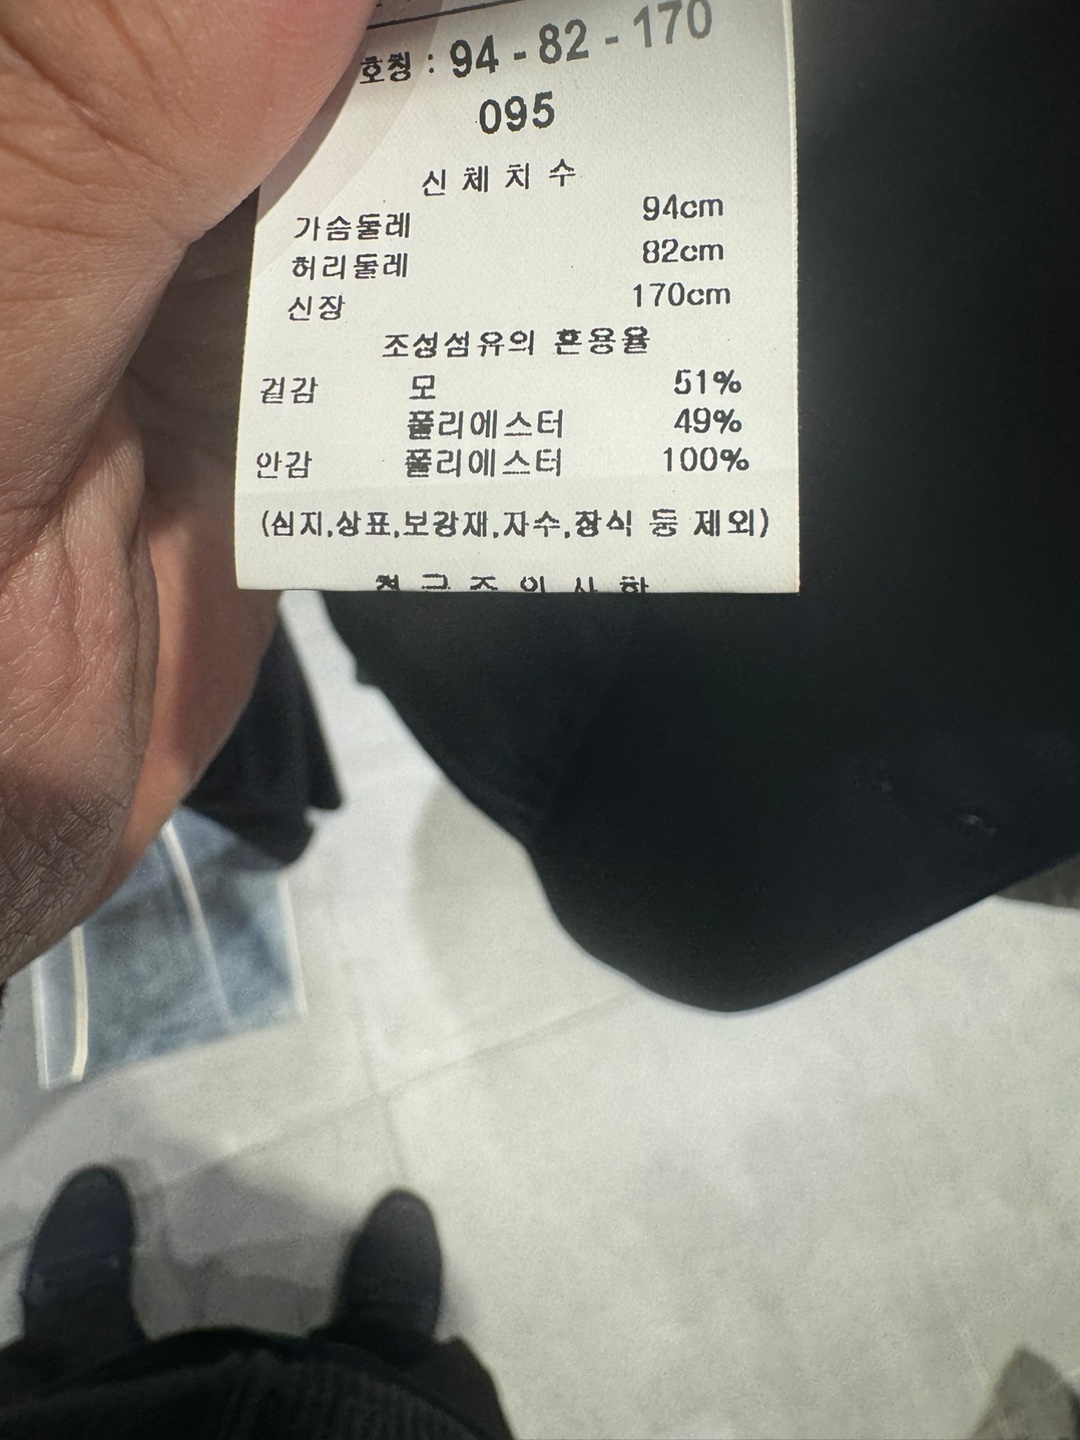 호칭 : 94 - 82 - 170
095
신 체 치 수
가슴둘레 94cm
허리둘레 82cm
신장 170cm
조성섬유의 혼용율
겉감 모 51%
폴리에스터 49%
안감 폴리에스터 100%
(심지,상표,보강재,자수,장식 등 제외)